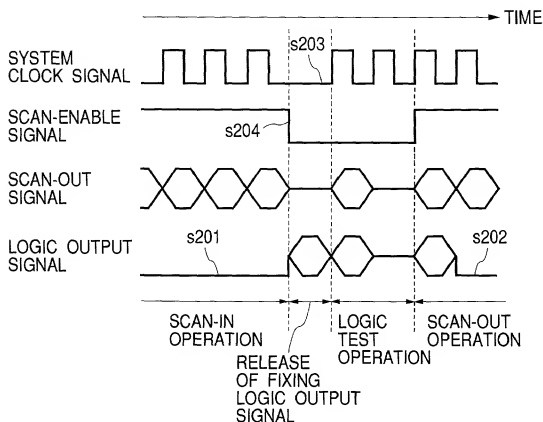 TIME
SYSTEM
CLOCK SIGNAL
s203
SCAN-ENABLE
SIGNAL
s204
SCAN-OUT
SIGNAL
LOGIC OUTPUT
SIGNAL
s201
s202
SCAN-IN
OPERATION
RELEASE
OF FIXING
LOGIC OUTPUT
SIGNAL
LOGIC
TEST
OPERATION
SCAN-OUT
OPERATION